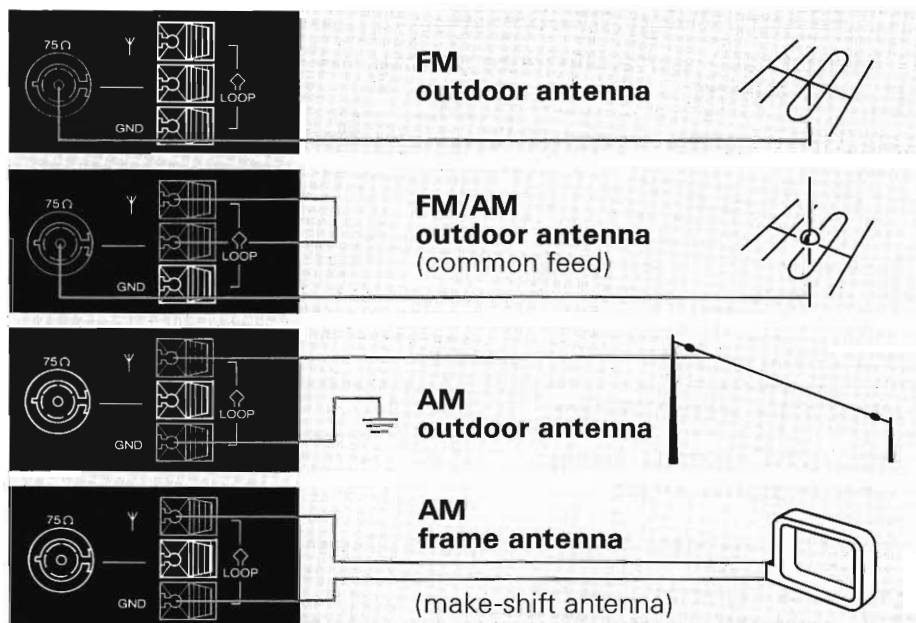 75Ω
LOOP
GND
FM
outdoor antenna
75Ω
LOOP
GND
FM/AM
outdoor antenna
(common feed)
75Ω
LOOP
GND
AM
outdoor antenna
75Ω
LOOP
GND
AM
frame antenna
(make-shift antenna)